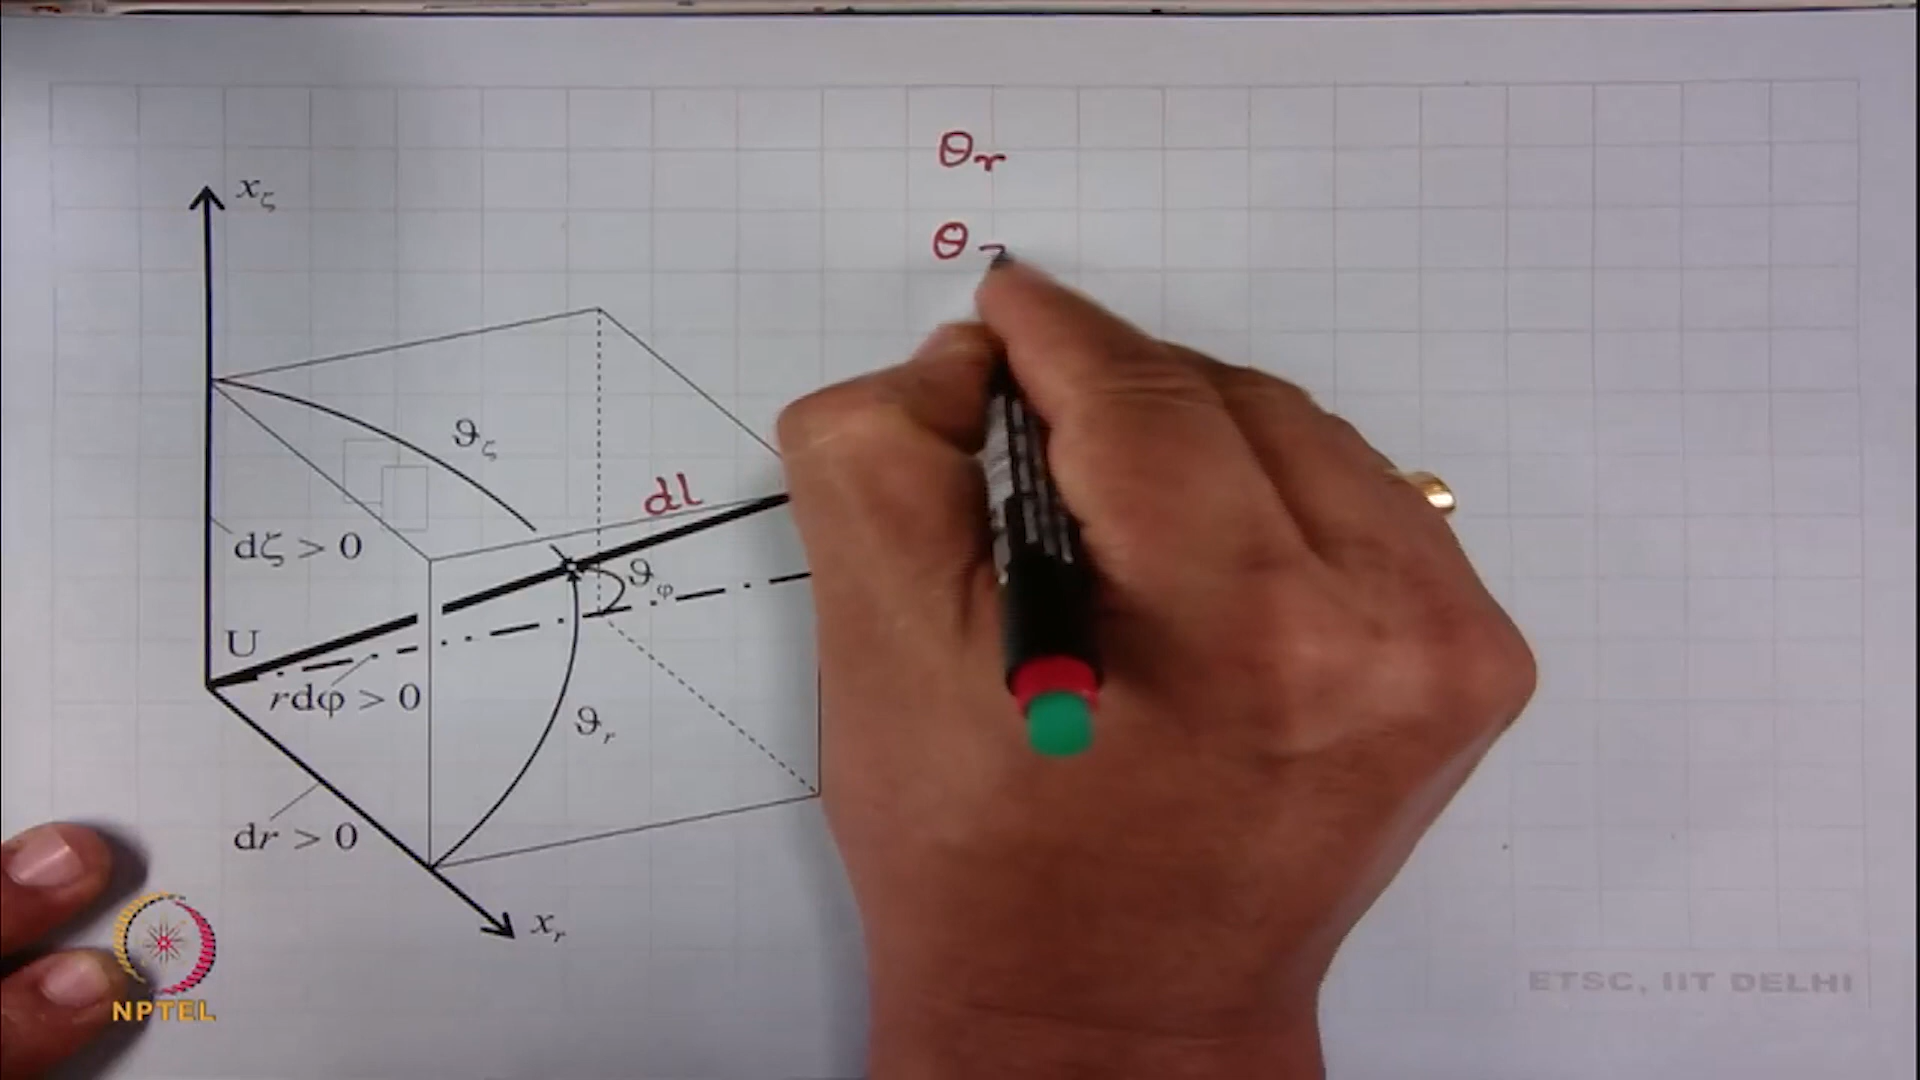 θr
θ
xζ
ϑζ
dl
dζ > 0
ϑφ
U
rdφ > 0
ϑr
dr > 0
xr
NPTEL
ETSC, IIT DELHI